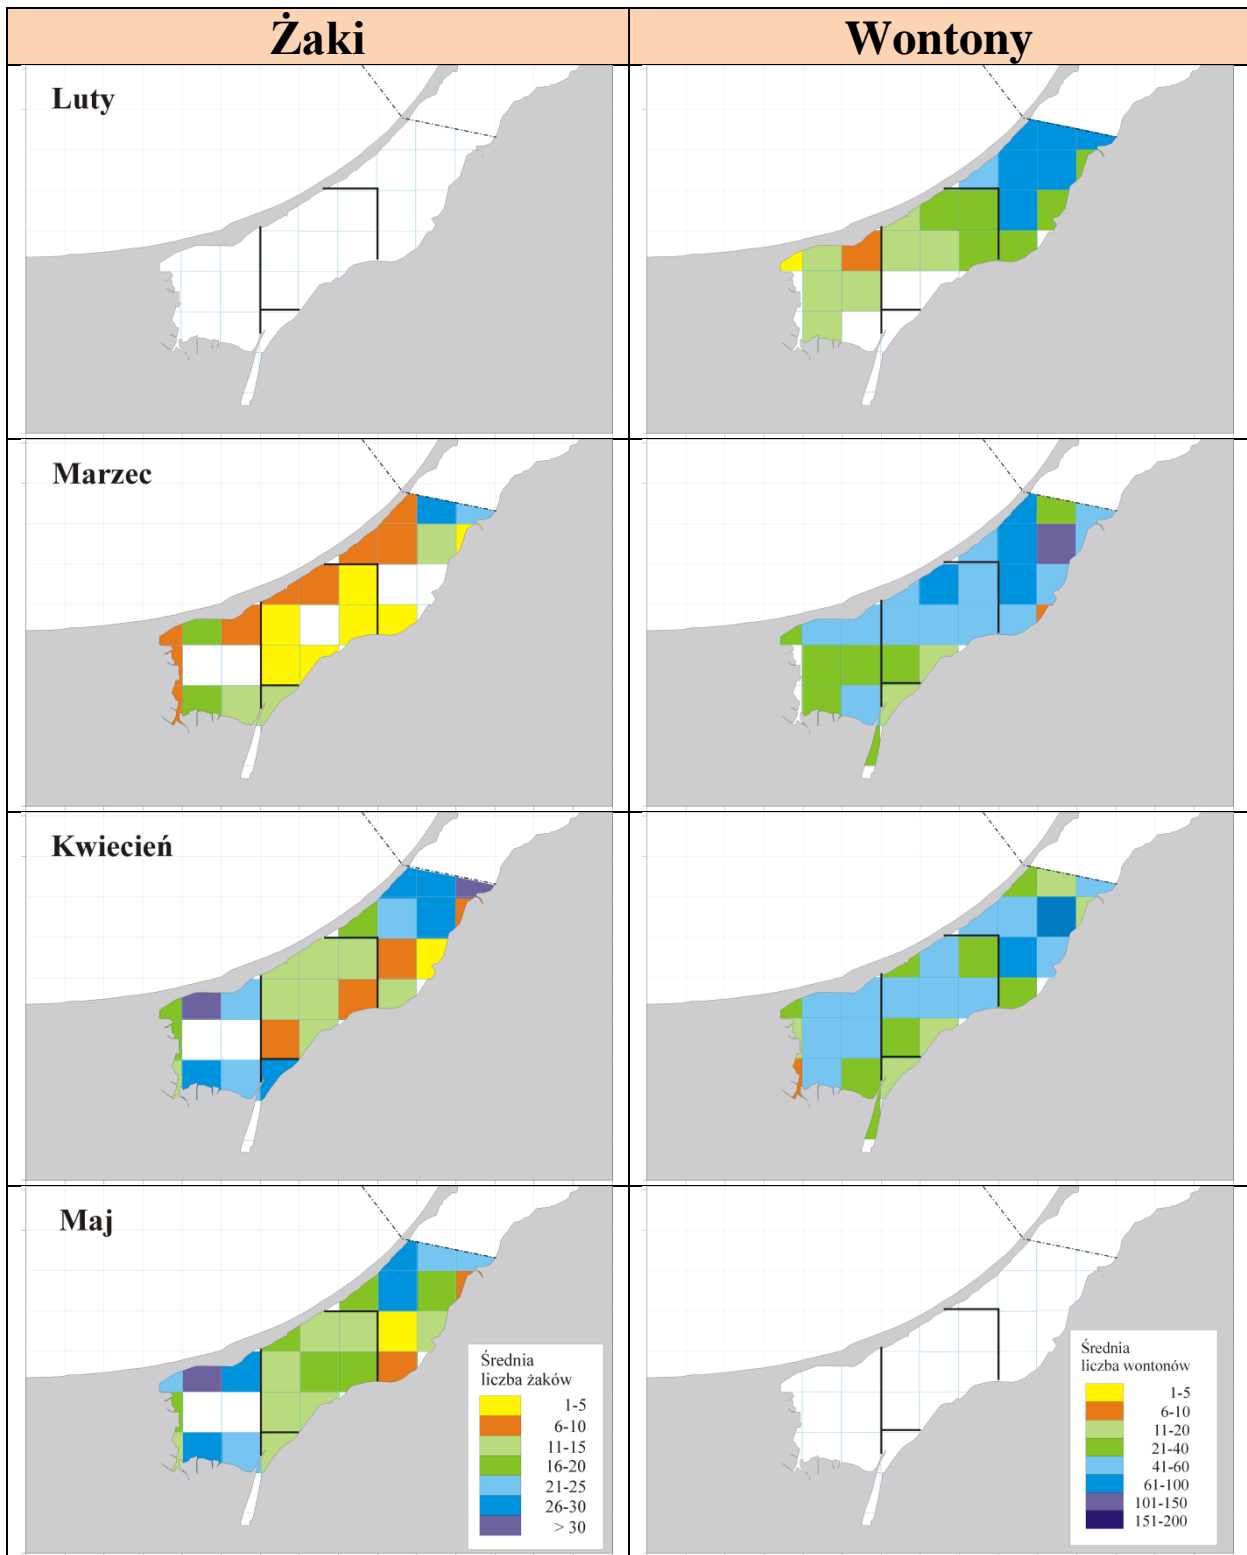 Żaki
Wontony
Luty
Marzec
Kwiecień
Maj
Średnia
liczba żaków
1-5
6-10
11-15
16-20
21-25
26-30
> 30
Średnia
liczba wontonów
1-5
6-10
11-20
21-40
41-60
61-100
101-150
151-200